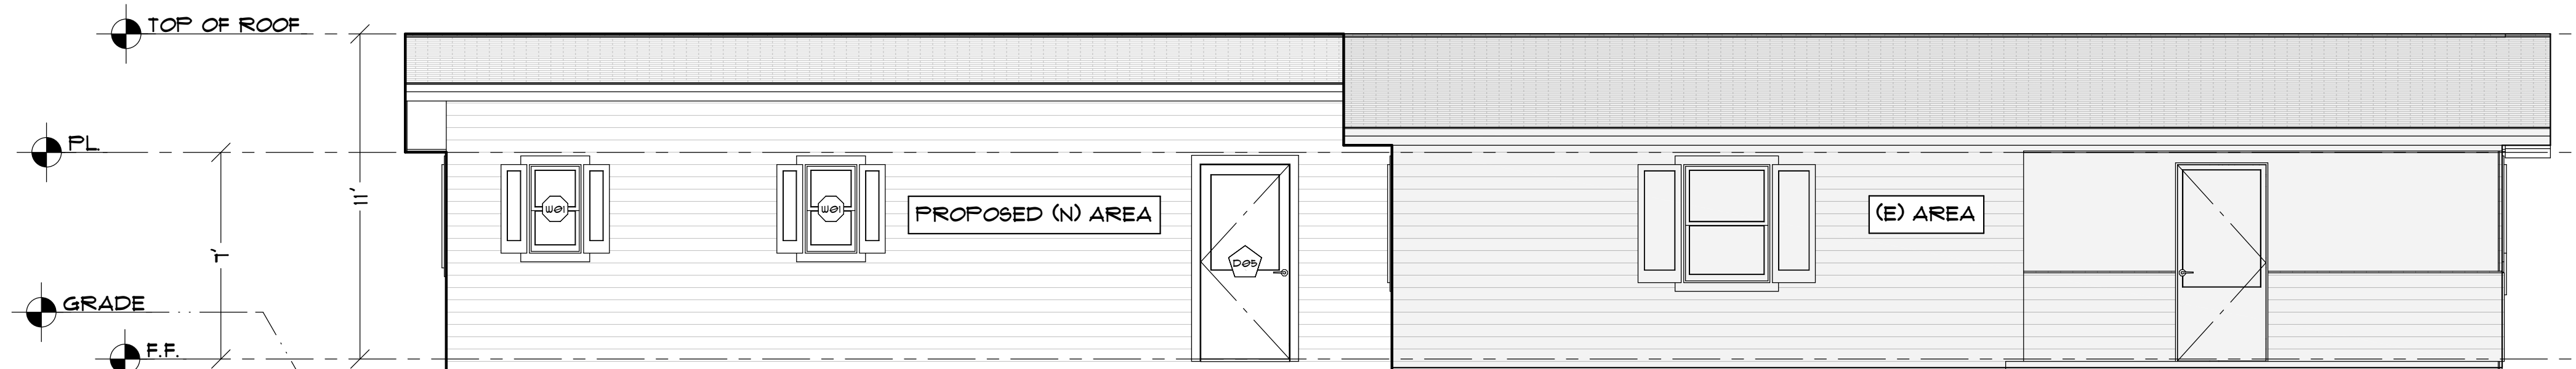 TOP OF ROOF
PL.
11'
7'
W01
W01
PROPOSED (N) AREA
(E) AREA
D05
GRADE
F.F.